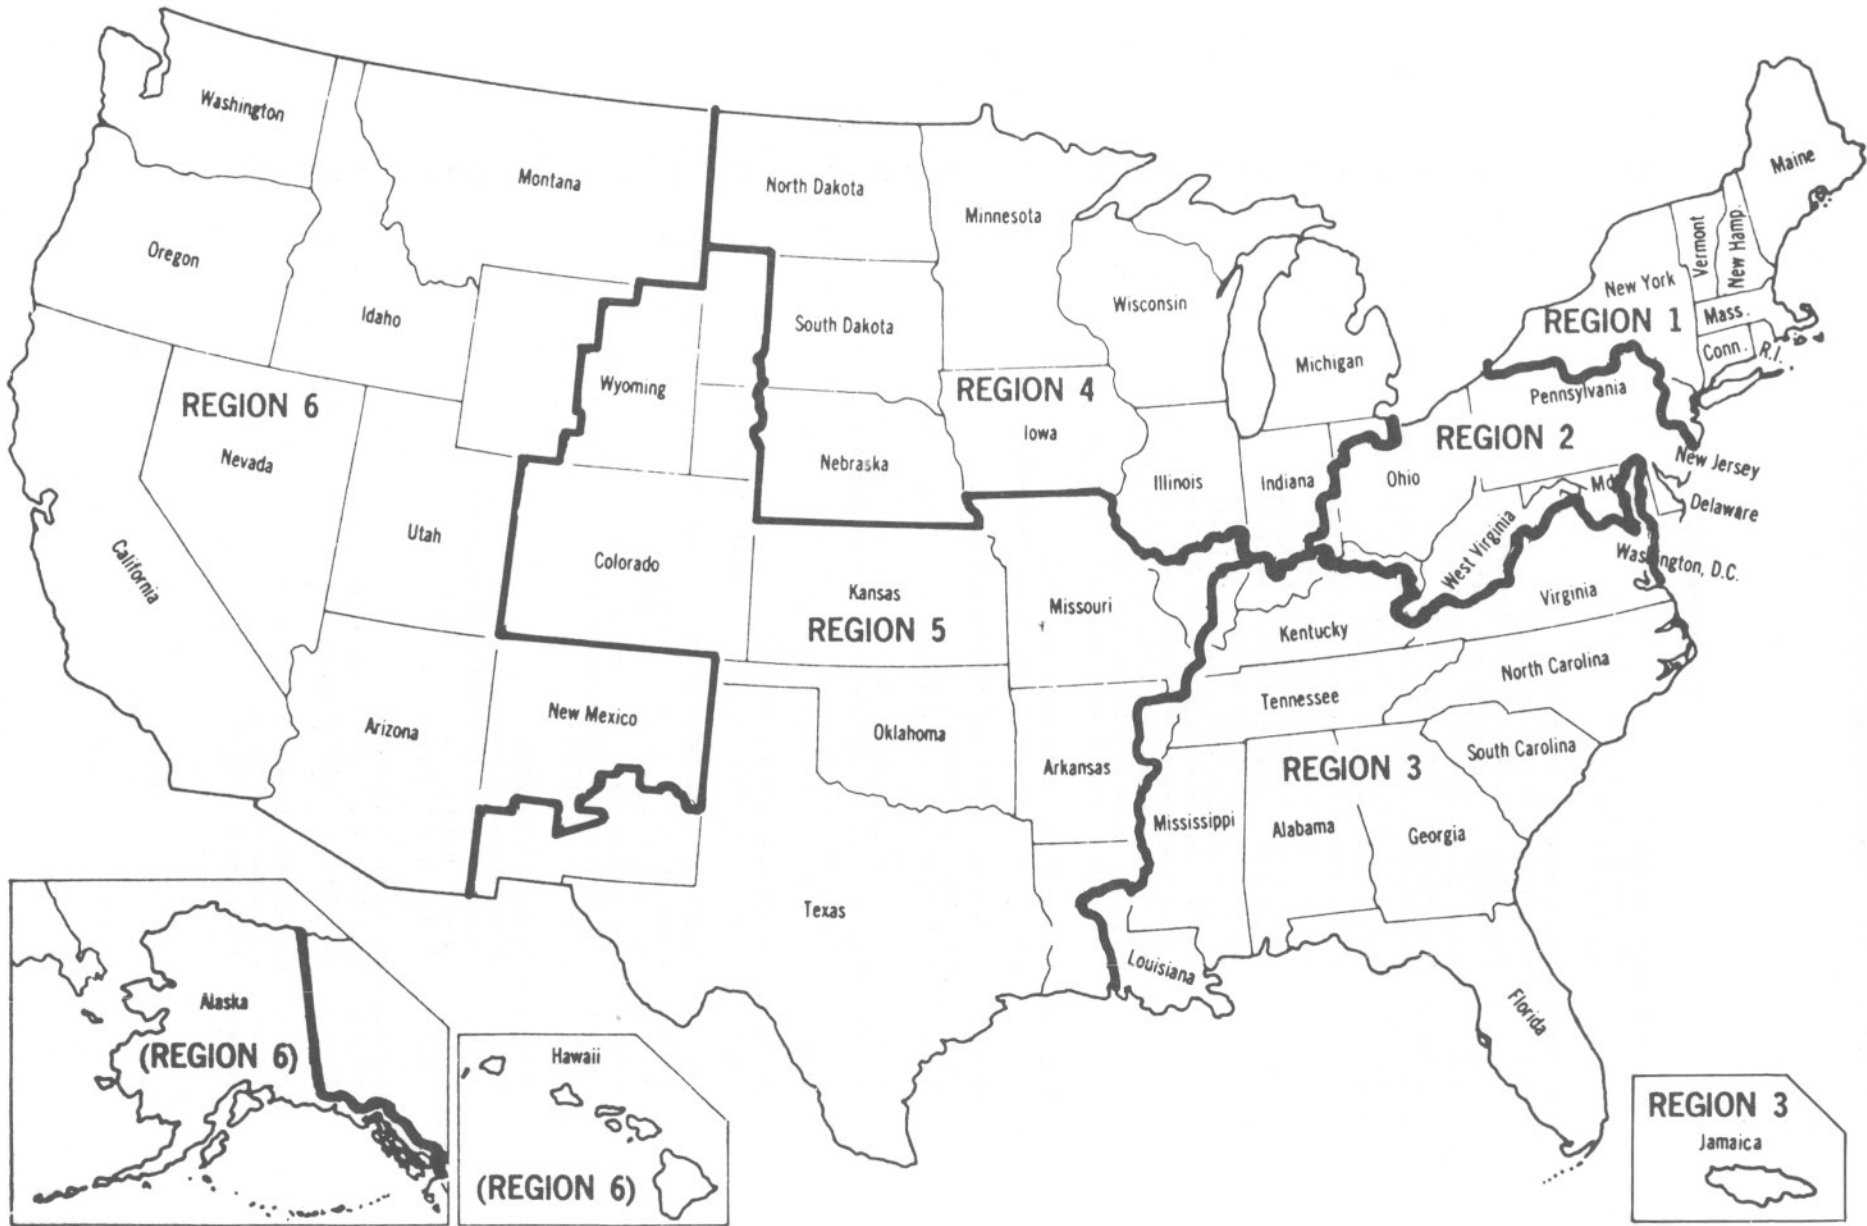 Washington
Montana
North Dakota
Minnesota
Maine
Oregon
Idaho
South Dakota
Wisconsin
Michigan
Vermont
New Hamp.
New York
REGION 1
Mass.
Conn.
R.I.
Wyoming
REGION 6
Nevada
REGION 4
Iowa
Nebraska
Illinois
Indiana
Ohio
REGION 2
Pennsylvania
New Jersey
Md
Delaware
Washington, D.C.
West Virginia
Virginia
California
Utah
Colorado
Kansas
REGION 5
Missouri
Kentucky
North Carolina
Tennessee
Arizona
New Mexico
Oklahoma
Arkansas
REGION 3
South Carolina
Mississippi
Alabama
Georgia
Texas
Louisiana
Florida
Alaska
(REGION 6)
Hawaii
(REGION 6)
REGION 3
Jamaica